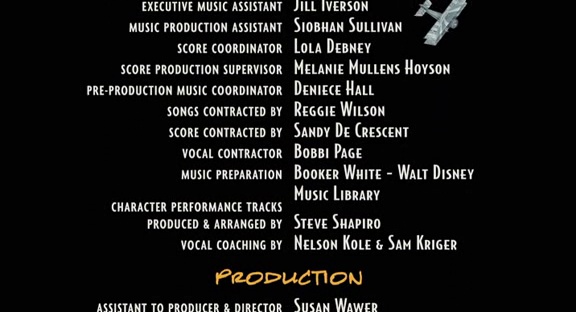 EXECUTIVE MUSIC ASSISTANT JILL IVERSON
MUSIC PRODUCTION ASSISTANT SIOBHAN SULLIVAN
SCORE COORDINATOR LOLA DEBNEY
SCORE PRODUCTION SUPERVISOR MELANIE MULLENS HOYSON
PRE-PRODUCTION MUSIC COORDINATOR DENIECE HALL
SONGS CONTRACTED BY REGGIE WILSON
SCORE CONTRACTED BY SANDY DE CRESCENT
VOCAL CONTRACTOR BOBBI PAGE
MUSIC PREPARATION BOOKER WHITE - WALT DISNEY
MUSIC LIBRARY
CHARACTER PERFORMANCE TRACKS
PRODUCED & ARRANGED BY STEVE SHAPIRO
VOCAL COACHING BY NELSON KOLE & SAM KRIGER
PRODUCTION
ASSISTANT TO PRODUCER & DIRECTOR SUSAN WAWER